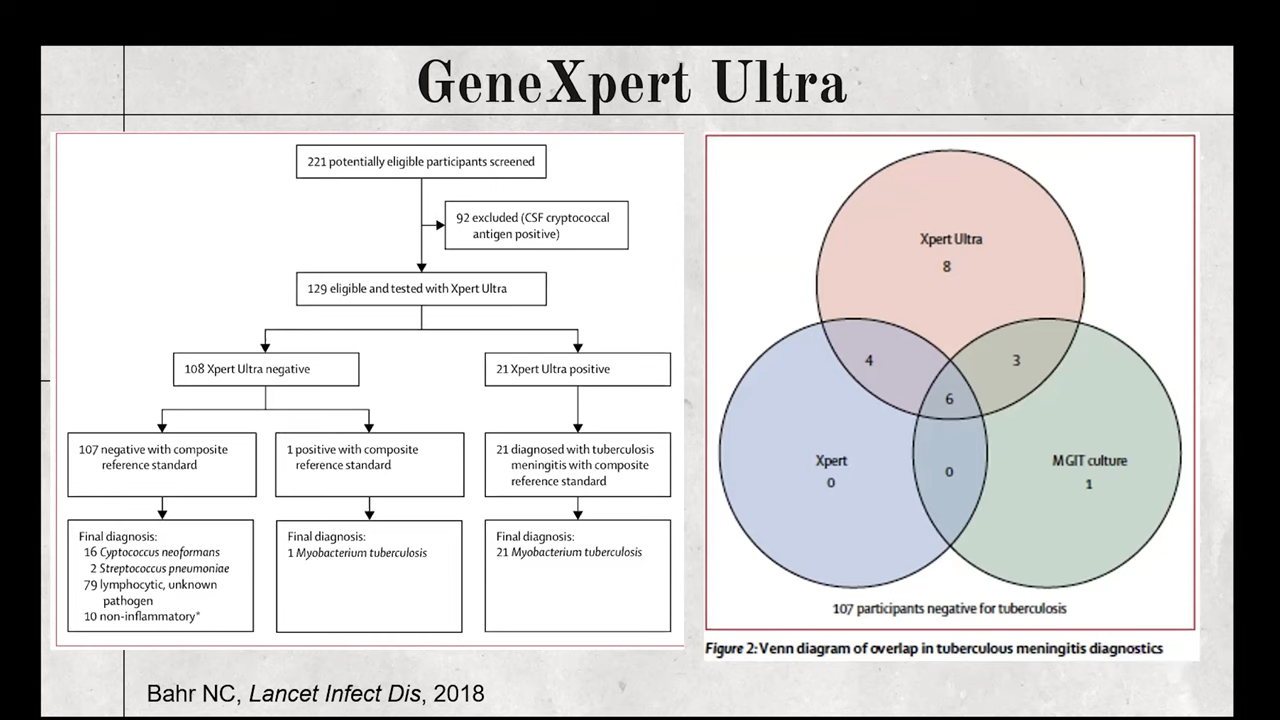 GeneXpert Ultra
221 potentially eligible participants screened
92 excluded (CSF cryptococcal
antigen positive)
129 eligible and tested with Xpert Ultra
108 Xpert Ultra negative
21 Xpert Ultra positive
107 negative with composite
reference standard
1 positive with composite
reference standard
21 diagnosed with tuberculosis
meningitis with composite
reference standard
Final diagnosis:
16 Cyptococcus neoformans
2 Streptococcus pneumoniae
79 lymphocytic, unknown
pathogen
10 non-inflammatory*
Final diagnosis:
1 Myobacterium tuberculosis
Final diagnosis:
21 Myobacterium tuberculosis
Xpert Ultra
8
4
3
6
Xpert
0
0
MGIT culture
1
107 participants negative for tuberculosis
Figure 2: Venn diagram of overlap in tuberculous meningitis diagnostics
Bahr NC, Lancet Infect Dis, 2018